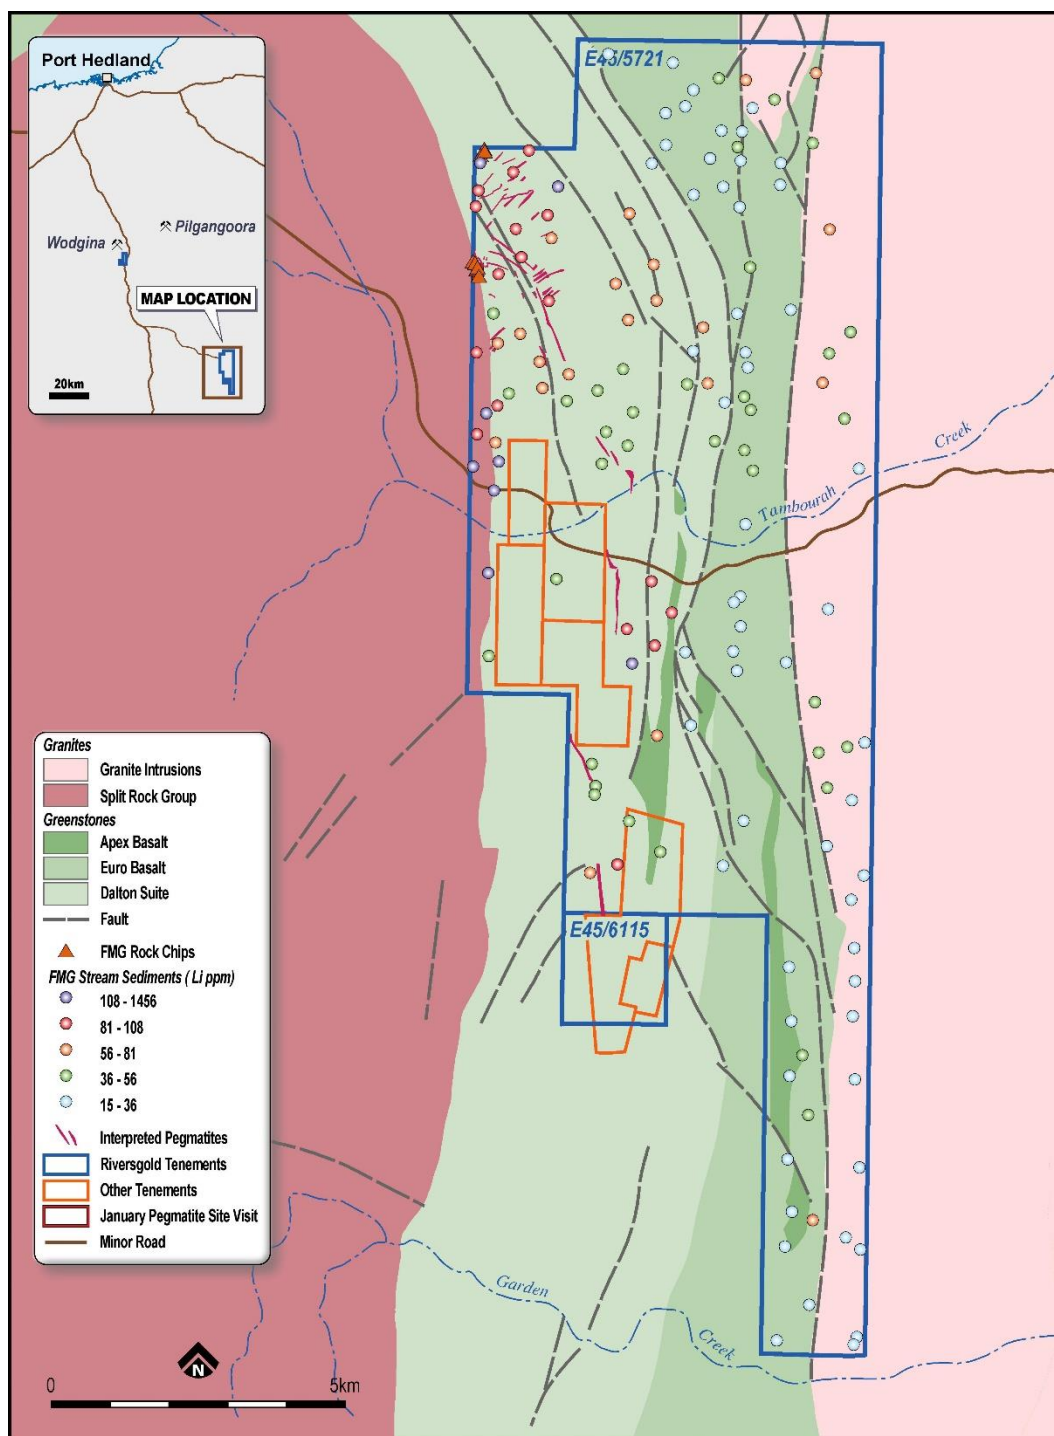 Port Hedland
Pilgangoora
Wodgina
MAP LOCATION
20km
E45/5721
Creek
Tambourah
Granites
Granite Intrusions
Split Rock Group
Greenstones
Apex Basalt
Euro Basalt
Dalton Suite
Fault
FMG Rock Chips
FMG Stream Sediments ( Li ppm)
108 - 1456
81 - 108
56 - 81
36 - 56
15 - 36
Interpreted Pegmatites
Riversgold Tenements
Other Tenements
January Pegmatite Site Visit
Minor Road
E45/6115
Garden
Creek
N
0 5km